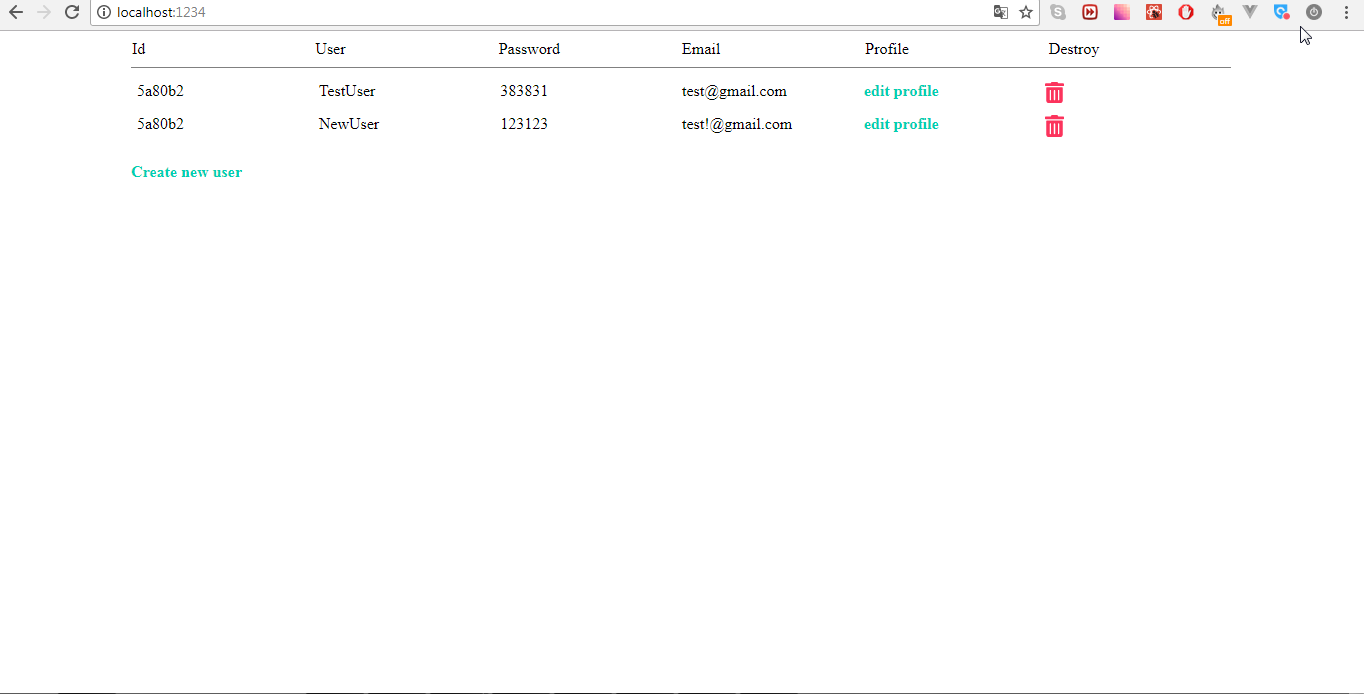 localhost:1234
off
Id User Password Email Profile Destroy
5a80b2 TestUser 383831 test@gmail.com edit profile
5a80b2 NewUser 123123 test!@gmail.com edit profile
Create new user